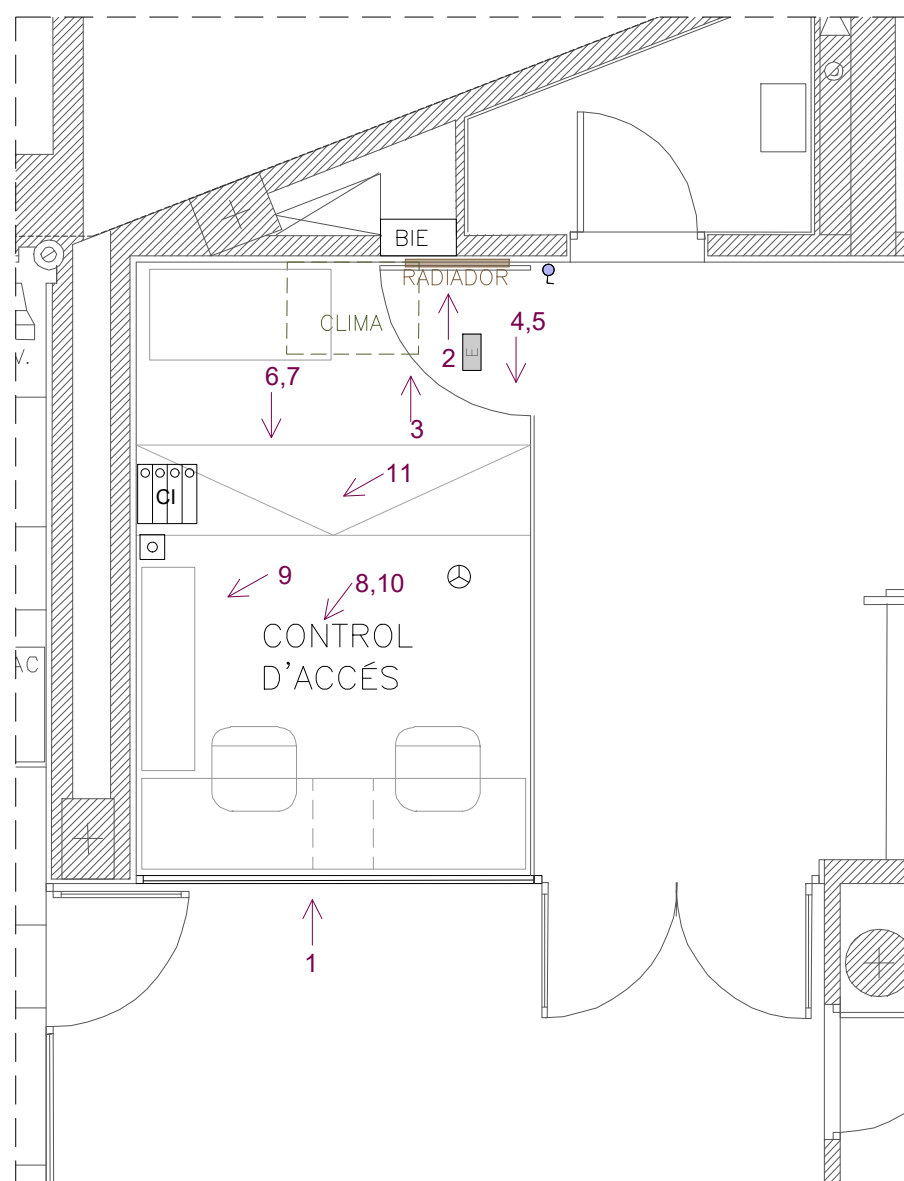 BIE
RADIADOR
CLIMA
4,5
V.
2
E
6,7
3
11
CI
9
8,10
CONTROL
D'ACCÉS
AC
1